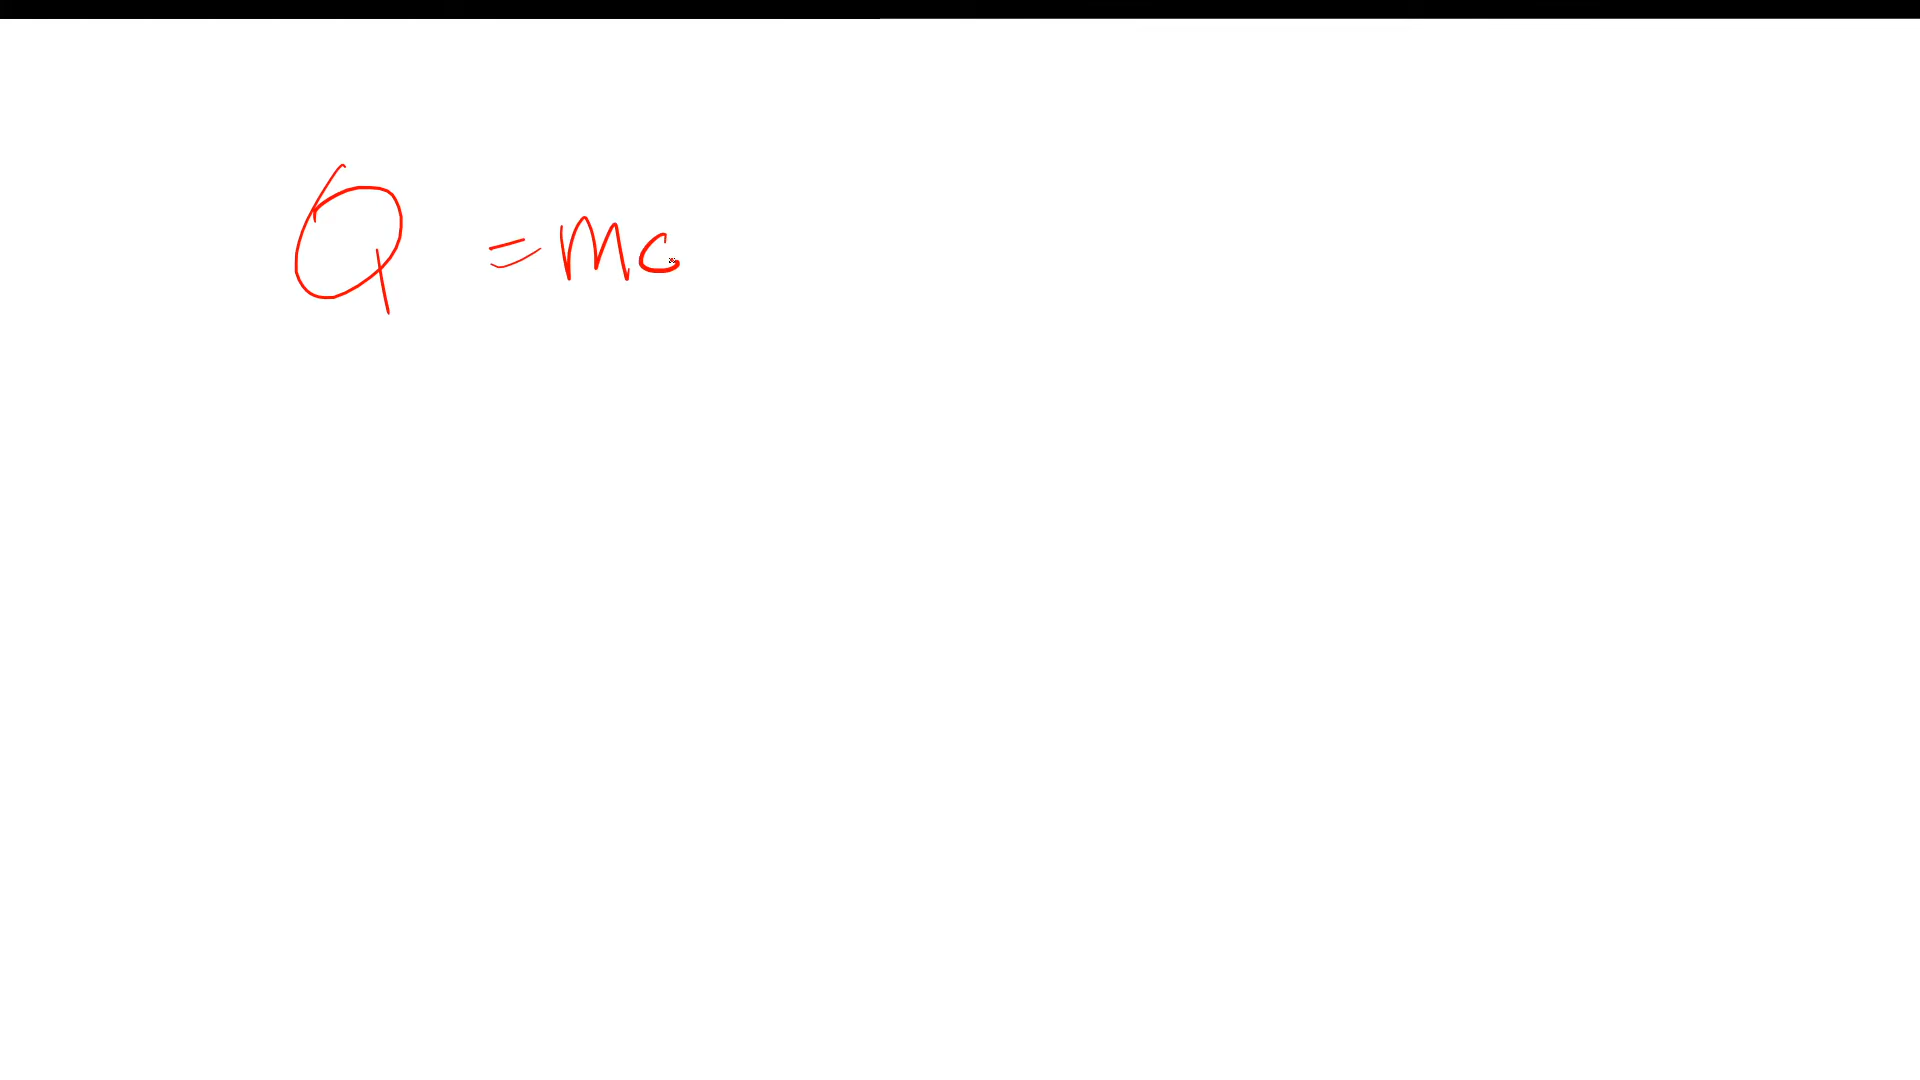 Q = mc